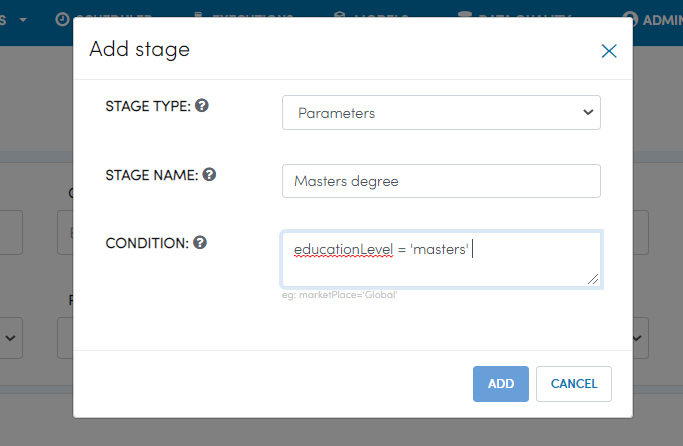 SCHEDULER EXECUTIONS MODELS DATA QUALITY ADMIN
Add stage
STAGE TYPE:
Parameters
STAGE NAME:
Masters degree
CONDITION:
educationLevel = 'masters'
eg: marketPlace='Global'
ADD CANCEL